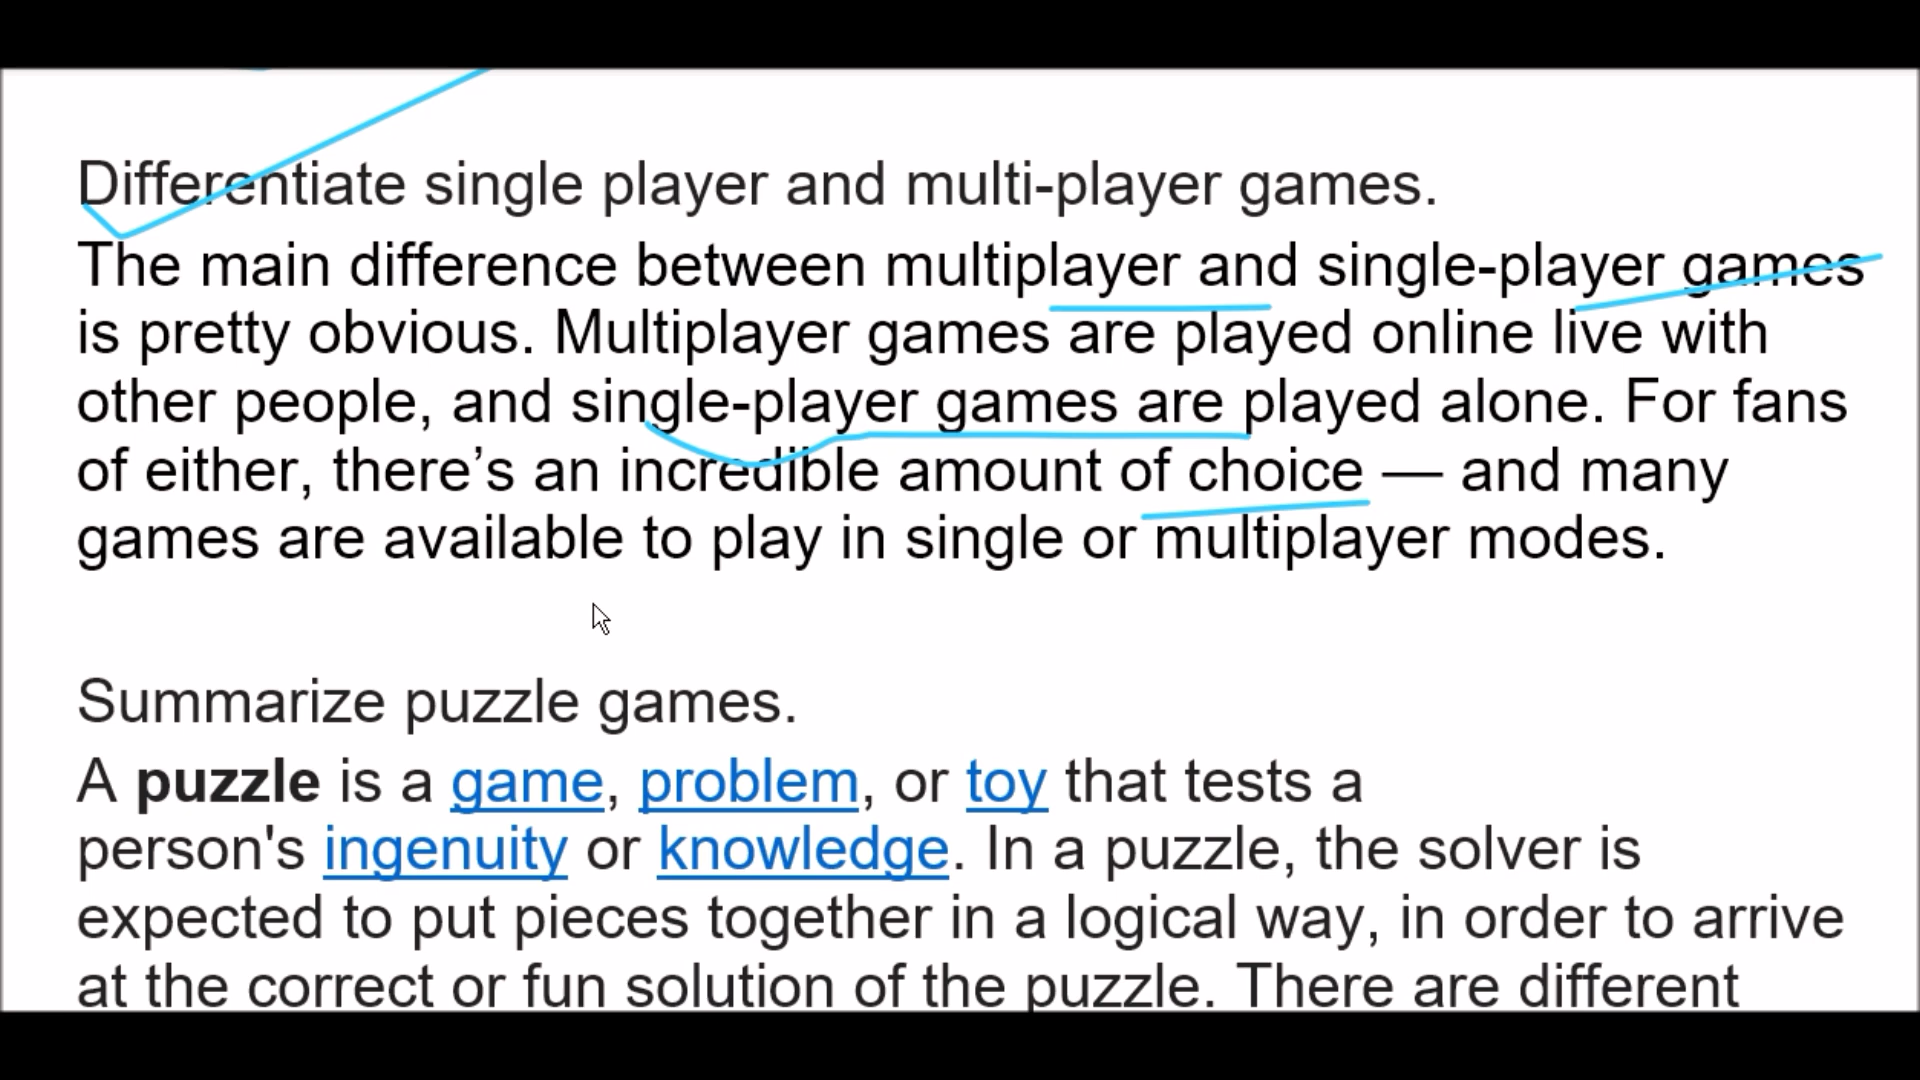 Differentiate single player and multi-player games.
The main difference between multiplayer and single-player games
is pretty obvious. Multiplayer games are played online live with
other people, and single-player games are played alone. For fans
of either, there’s an incredible amount of choice — and many
games are available to play in single or multiplayer modes.
Summarize puzzle games.
A puzzle is a game, problem, or toy that tests a
person's ingenuity or knowledge. In a puzzle, the solver is
expected to put pieces together in a logical way, in order to arrive
at the correct or fun solution of the puzzle. There are different